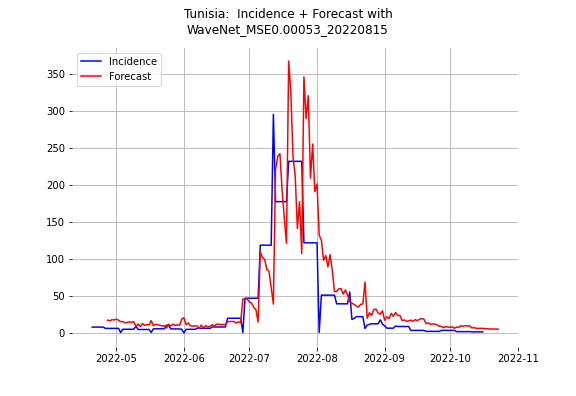 Tunisia:  Incidence + Forecast with
WaveNet_MSE0.00053_20220815
Incidence
Forecast
350
300
250
200
150
100
50
0
2022-05 2022-06 2022-07 2022-08 2022-09 2022-10 2022-11